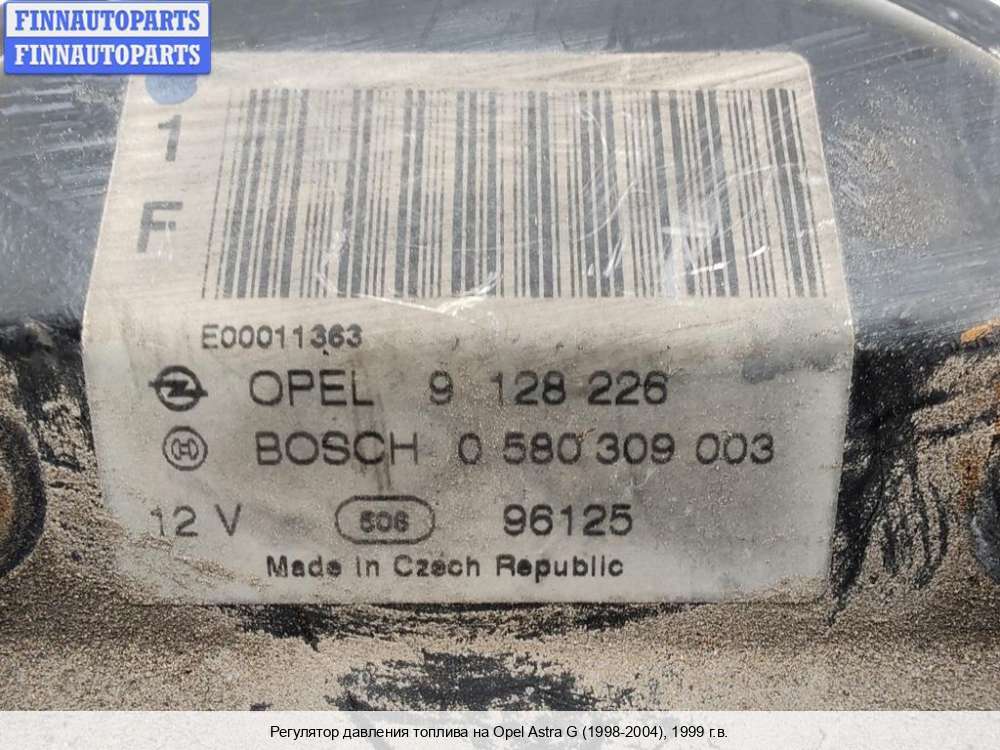 FINNAUTOPARTS
FINNAUTOPARTS
1
F
E00011363
OPEL 9 128 226
BOSCH 0 580 309 003
12 V 506 96125
Made in Czech Republic
Регулятор давления топлива на Opel Astra G (1998-2004), 1999 г.в.